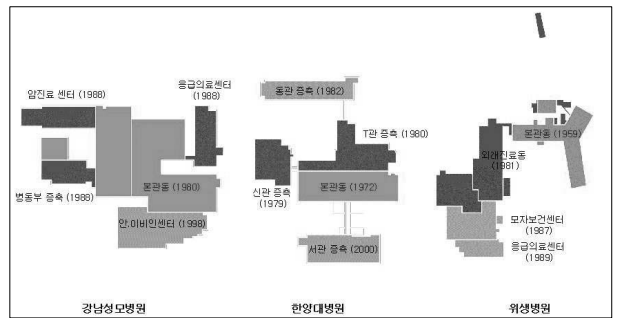 암진료 센터 (1988)
응급의료센터
(1988)
병동부 증축 (1988)
본관동 (1980)
안.이비인센터 (1998)
강남성모병원
동관 증축 (1982)
T관 증축 (1980)
신관 증축
(1979)
본관동 (1972)
서관 증축 (2000)
한양대병원
본관동 (1959)
외래진료동
(1981)
모자보건센터
(1987)
응급의료센터
(1989)
위생병원